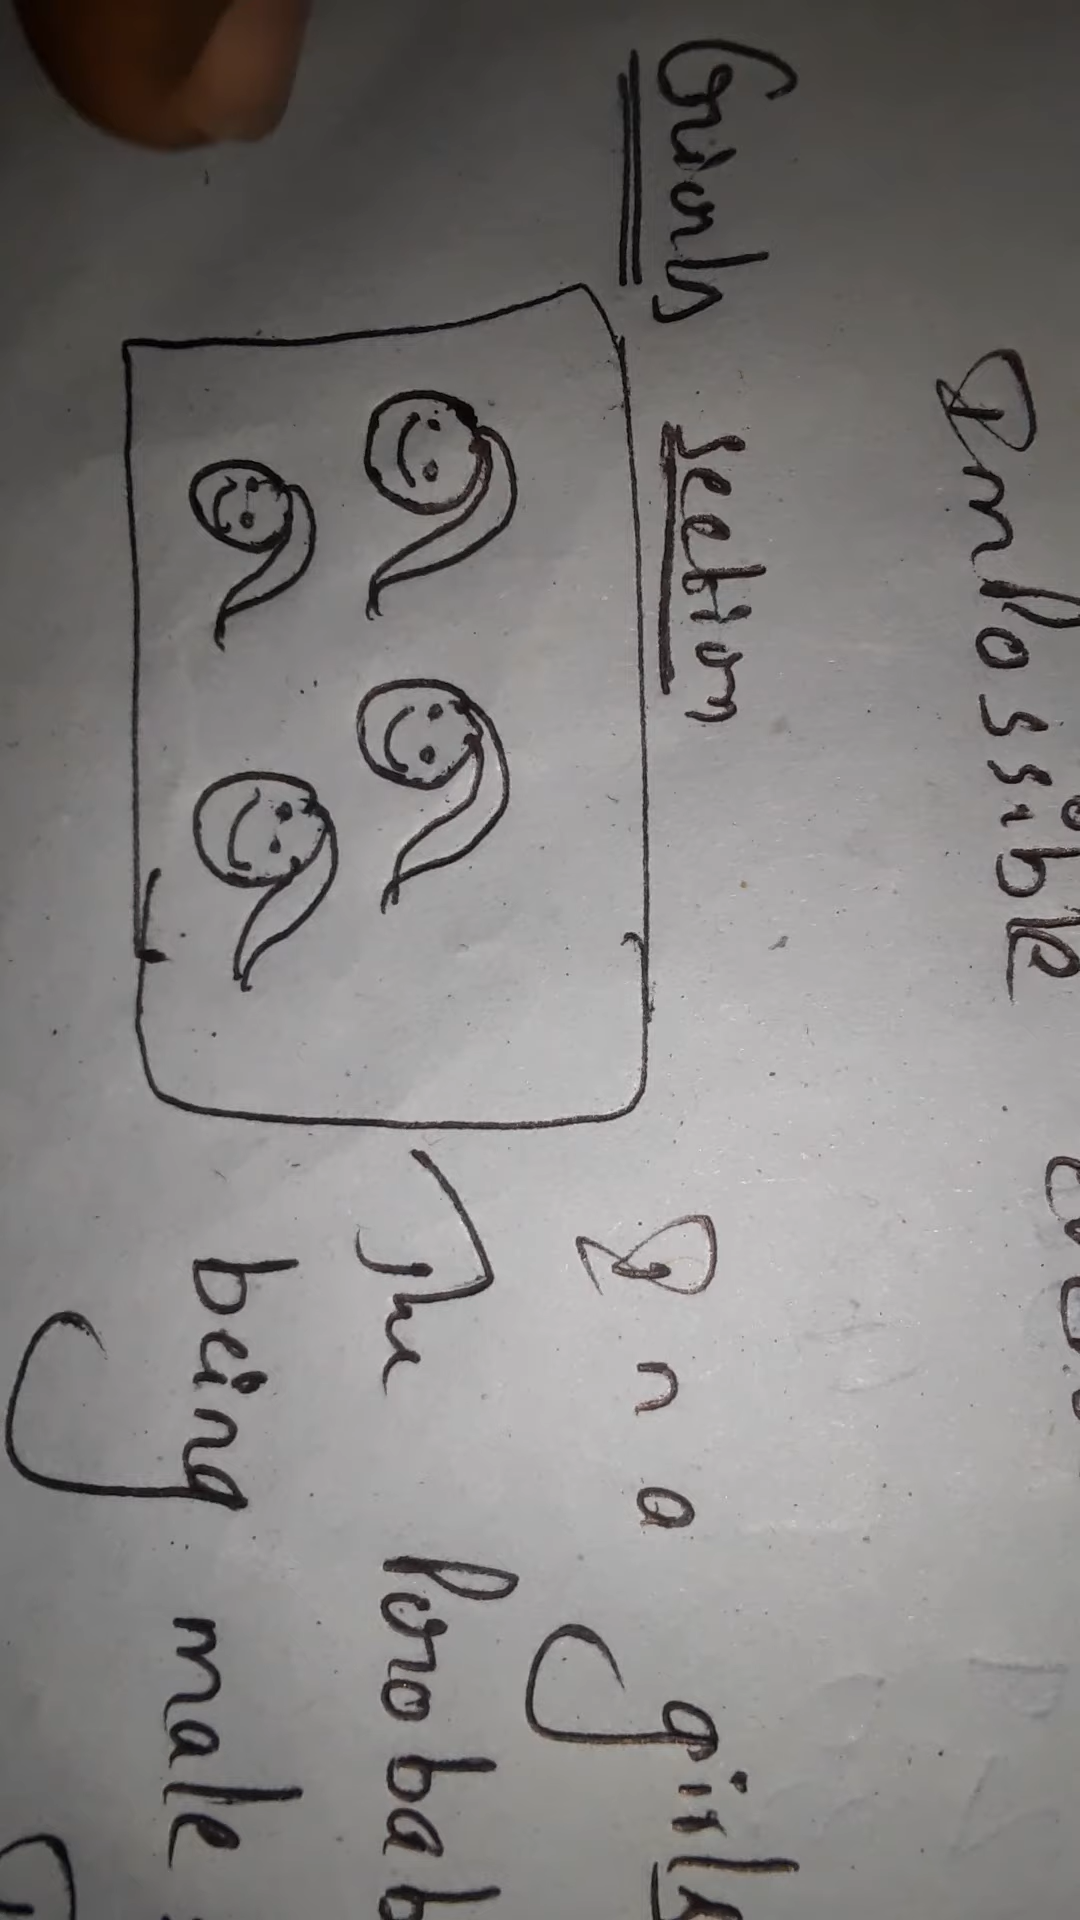 Impossible
Girls section
In a girls
The probab
being male